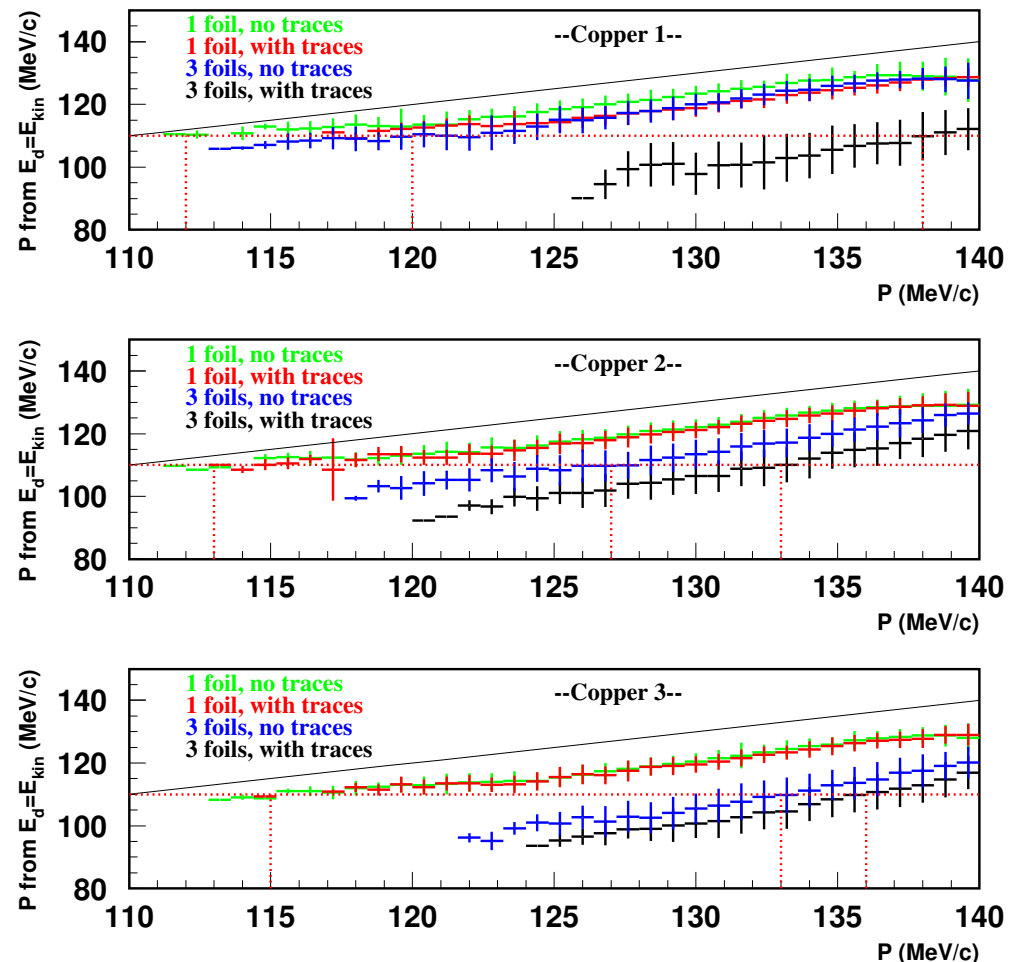 P from E_d=E_kin (MeV/c)
140
120
100
80
1 foil, no traces
1 foil, with traces
3 foils, no traces
3 foils, with traces
--Copper 1--
110 115 120 125 130 135 140
P (MeV/c)
P from E_d=E_kin (MeV/c)
140
120
100
80
1 foil, no traces
1 foil, with traces
3 foils, no traces
3 foils, with traces
--Copper 2--
110 115 120 125 130 135 140
P (MeV/c)
P from E_d=E_kin (MeV/c)
140
120
100
80
1 foil, no traces
1 foil, with traces
3 foils, no traces
3 foils, with traces
--Copper 3--
110 115 120 125 130 135 140
P (MeV/c)